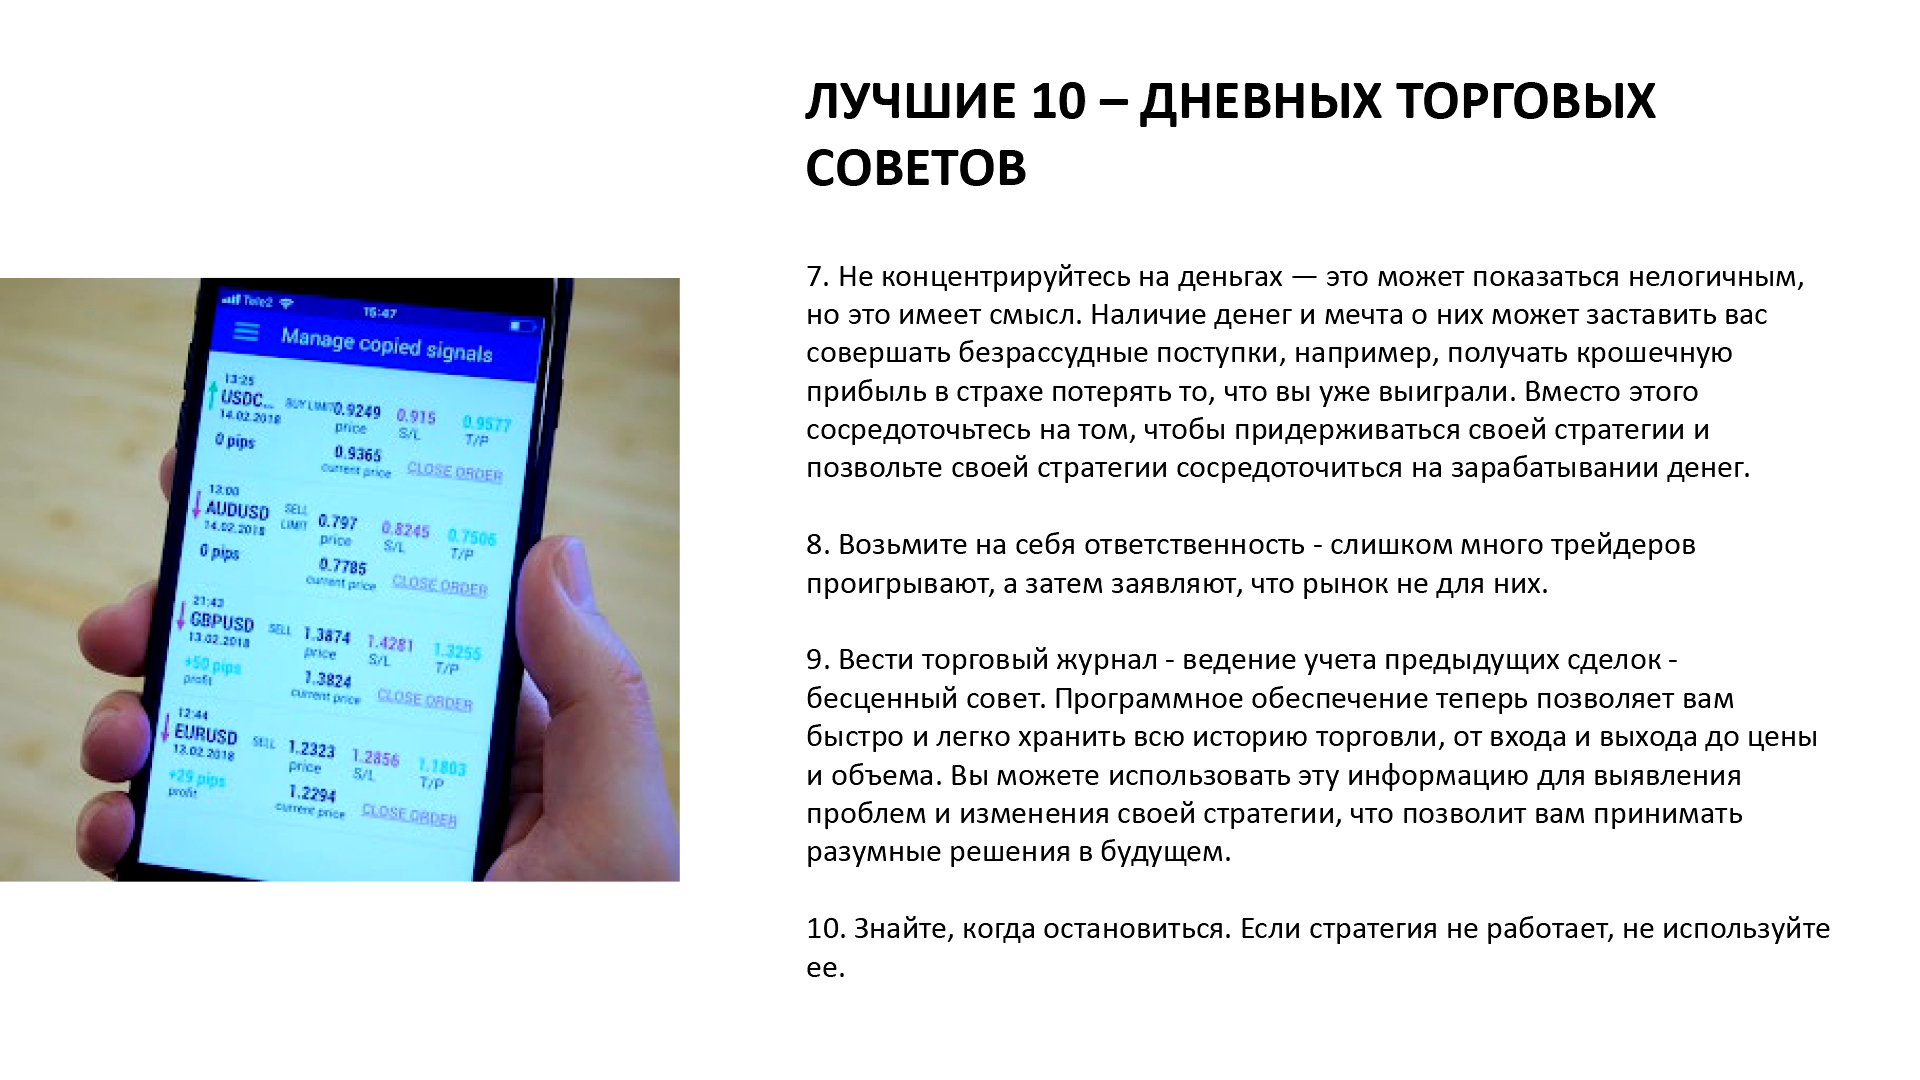 ЛУЧШИЕ 10 – ДНЕВНЫХ ТОРГОВЫХ
СОВЕТОВ
7. Не концентрируйтесь на деньгах — это может показаться нелогичным,
но это имеет смысл. Наличие денег и мечта о них может заставить вас
совершать безрассудные поступки, например, получать крошечную
прибыль в страхе потерять то, что вы уже выиграли. Вместо этого
сосредоточьтесь на том, чтобы придерживаться своей стратегии и
позвольте своей стратегии сосредоточиться на зарабатывании денег.
8. Возьмите на себя ответственность - слишком много трейдеров
проигрывают, а затем заявляют, что рынок не для них.
9. Вести торговый журнал - ведение учета предыдущих сделок -
бесценный совет. Программное обеспечение теперь позволяет вам
быстро и легко хранить всю историю торговли, от входа и выхода до цены
и объема. Вы можете использовать эту информацию для выявления
проблем и изменения своей стратегии, что позволит вам принимать
разумные решения в будущем.
10. Знайте, когда остановиться. Если стратегия не работает, не используйте
ее.
Tele2 15:47
Manage copied signals
13:25
USDC... BUY LIMIT 0.9249 0.915 0.9577
14.02.2018 price S/L T/P
0 pips 0.9365
current price CLOSE ORDER
13:00
AUDUSD SELL LIMIT 0.797 0.8245 0.7506
14.02.2018 price S/L T/P
0 pips 0.7785
current price CLOSE ORDER
21:43
GBPUSD SELL 1.3874 1.4281 1.3255
13.02.2018 price S/L T/P
+50 pips 1.3824
profit current price CLOSE ORDER
12:44
EURUSD SELL 1.2323 1.2856 1.1803
13.02.2018 price S/L T/P
+29 pips 1.2294
profit current price CLOSE ORDER